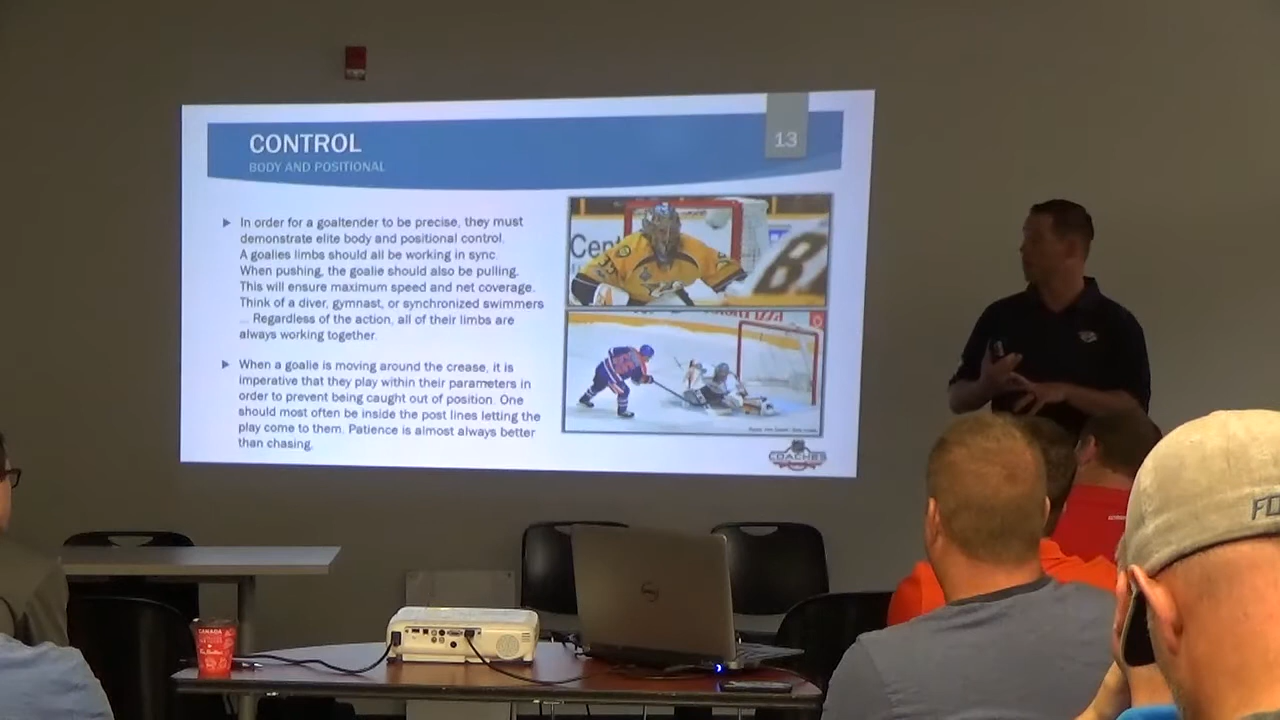 CONTROL
13
BODY AND POSITIONAL
In order for a goaltender to be precise, they must
demonstrate elite body and positional control.
A goalies limbs should all be working in sync.
When pushing, the goalie should also be pulling.
This will ensure maximum speed and net coverage.
Think of a diver, gymnast, or synchronized swimmers
... Regardless of the action, all of their limbs are
always working together.
When a goalie is moving around the crease, it is
imperative that they play within their parameters in
order to prevent being caught out of position. One
should most often be inside the post lines letting the
play come to them. Patience is almost always better
than chasing.
Cent
COACHES
CANADA
FO